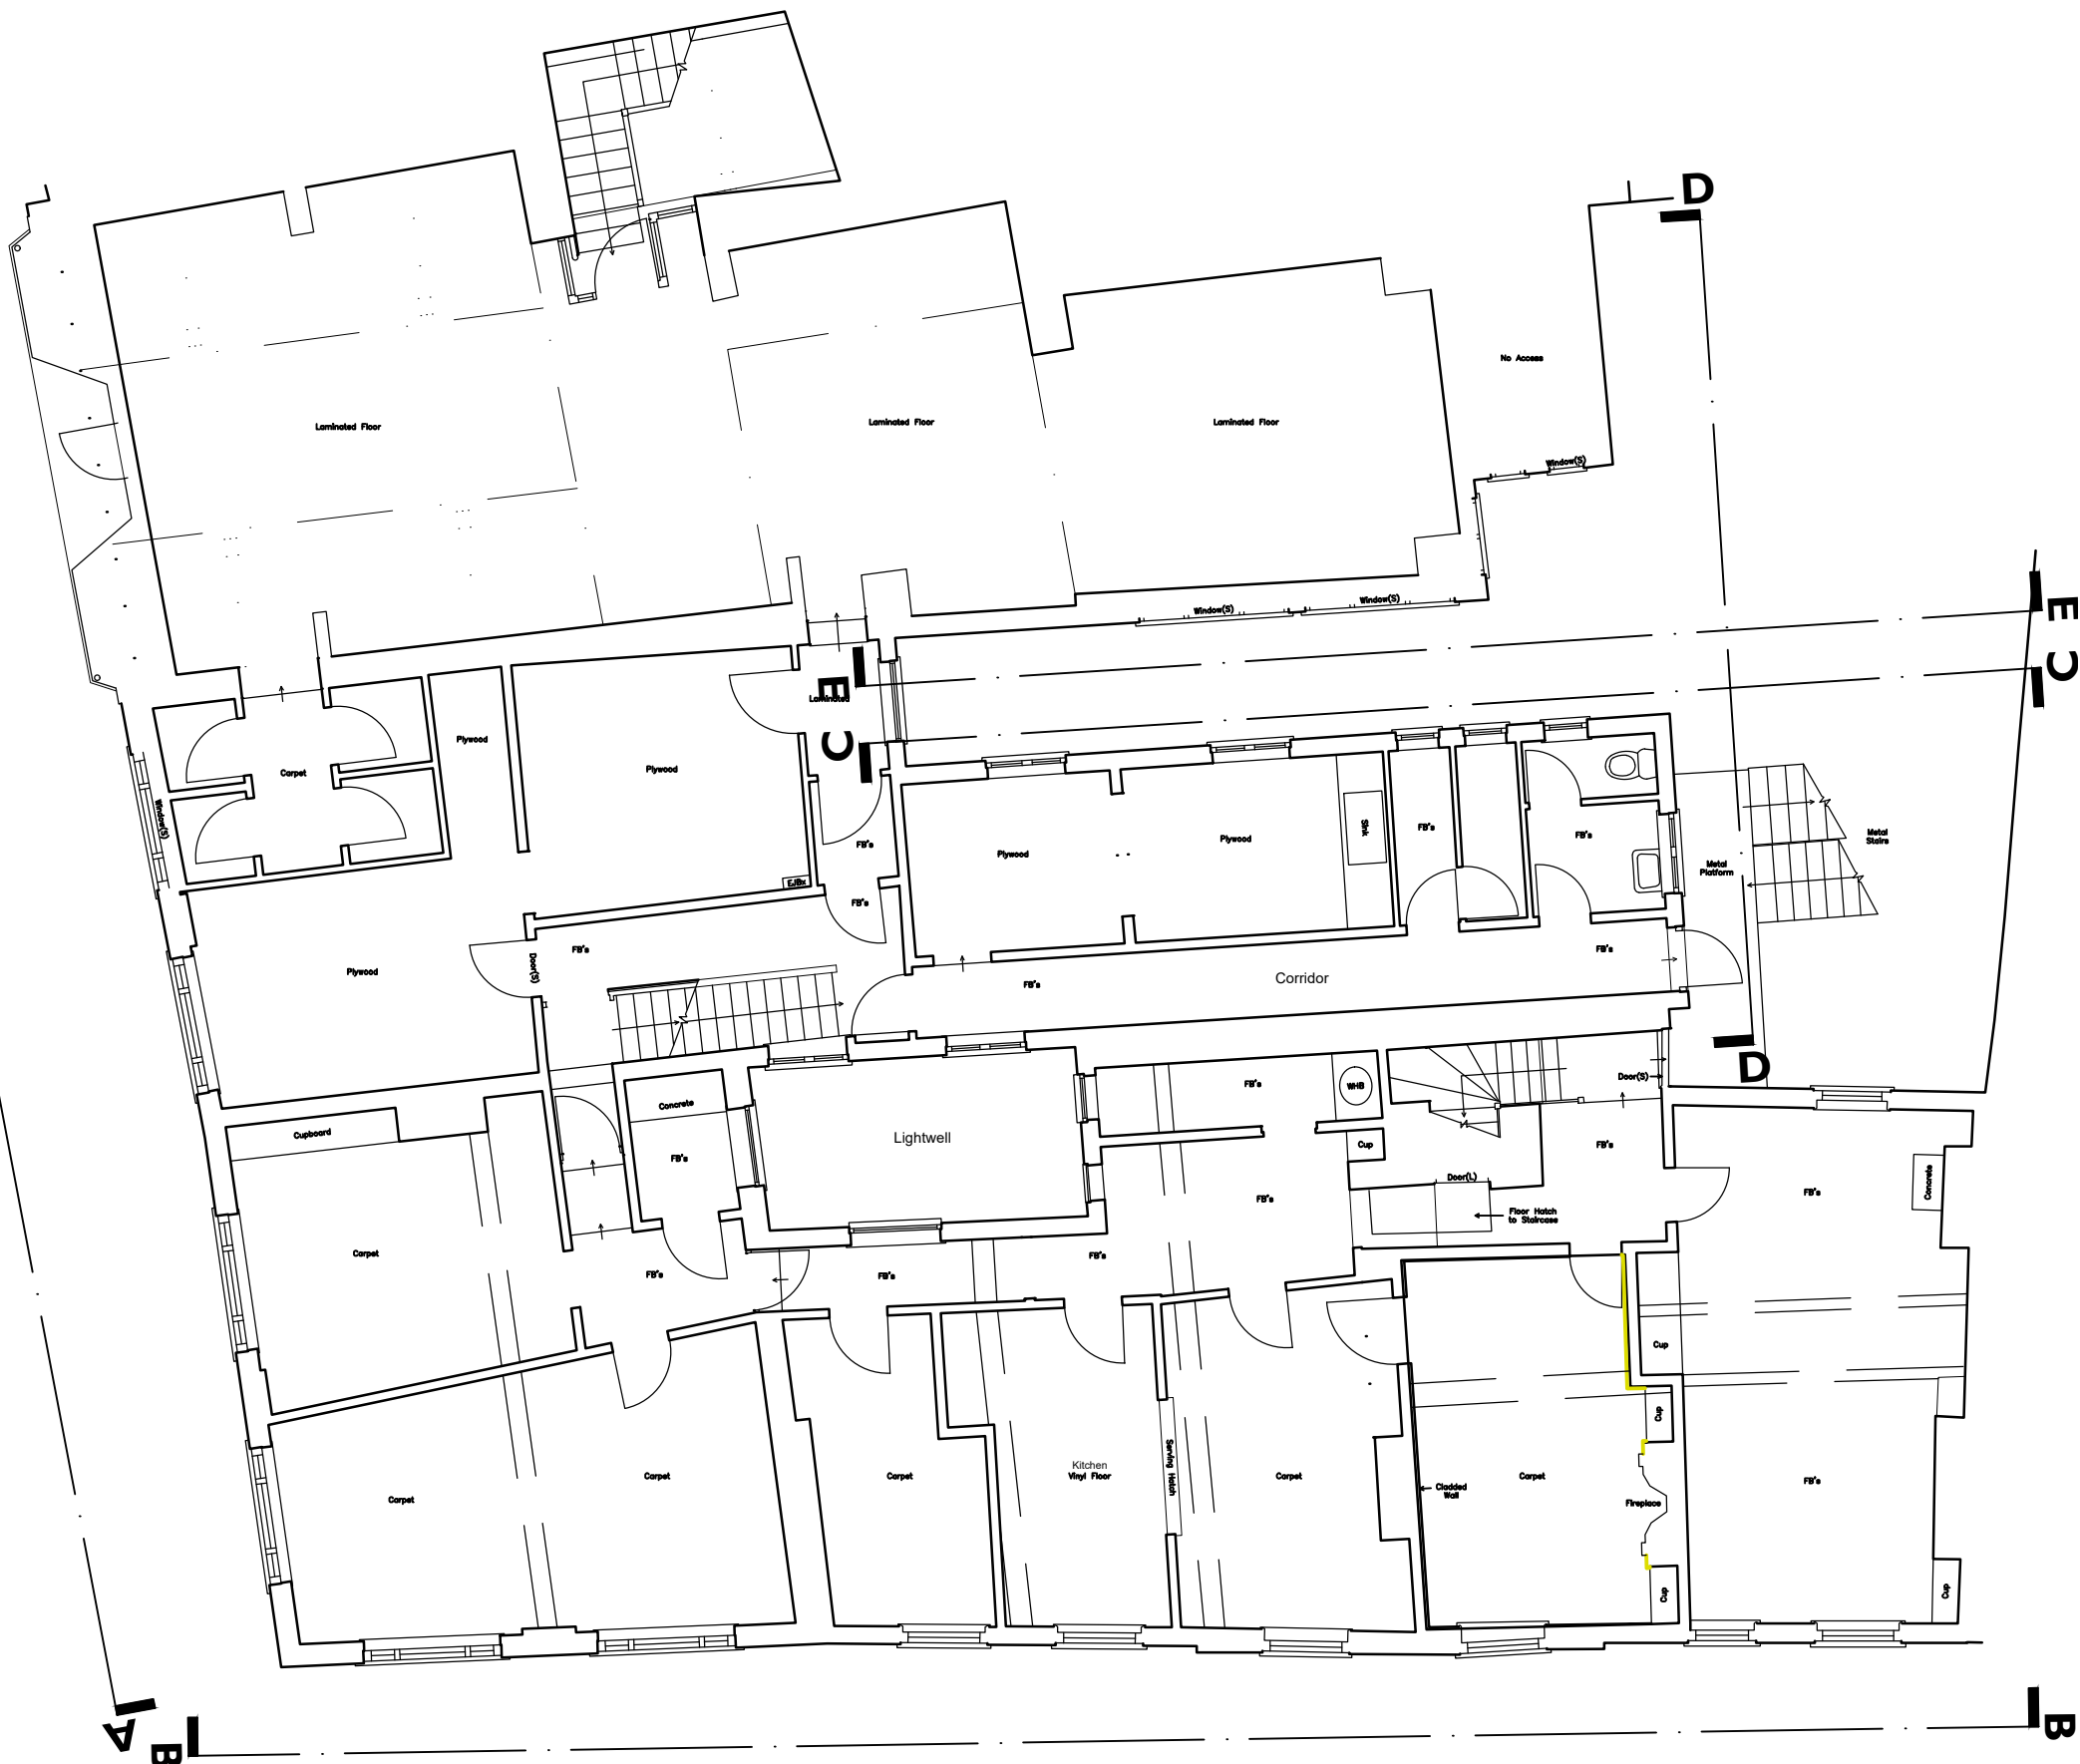 D
No Access
Laminated Floor
Laminated Floor
Laminated Floor
Window(S)
Window(S)
Window(S)
E
C
E
Laminated
C
Plywood
Plywood
Carpet
Window(S)
EJBx
FB's
FB's
Plywood
Plywood
Sink
FB's
FB's
Metal
Platform
Metal
Stairs
Plywood
Door(S)
FB's
FB's
Corridor
FB's
D
Cupboard
Concrete
FB's
Lightwell
FB's
WHB
Cup
Door(S)
FB's
FB's
Door(L)
Floor Hatch
to Staircase
FB's
Concrete
Carpet
FB's
FB's
FB's
Cup
Cup
Carpet
Carpet
Carpet
Kitchen
Vinyl Floor
Serving Hatch
Carpet
Cladded
Wall
Carpet
Fireplace
FB's
Cup
Cup
A
B
B